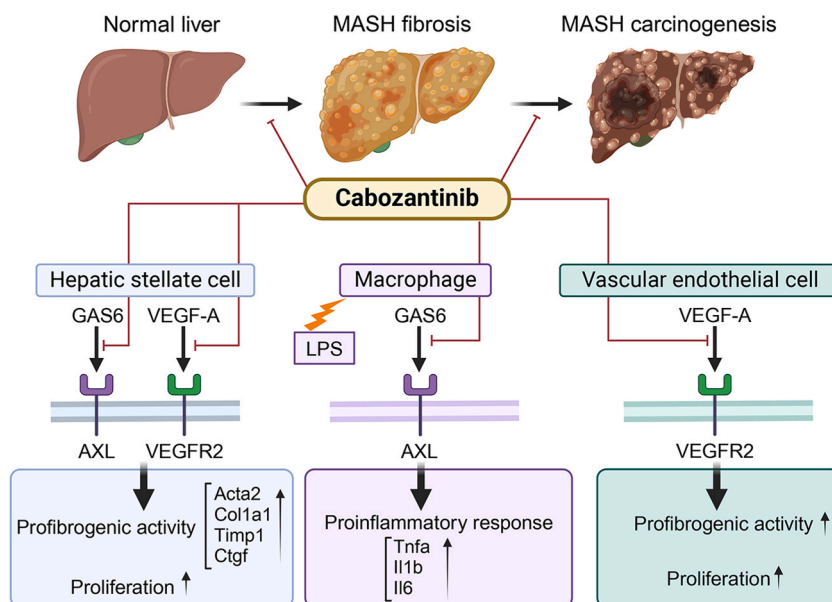 Normal liver
MASH fibrosis
MASH carcinogenesis
Cabozantinib
Hepatic stellate cell
GAS6
VEGF-A
AXL
VEGFR2
Profibrogenic activity
Acta2
Col1a1
Timp1
Ctgf
Proliferation
Macrophage
LPS
GAS6
AXL
Proinflammatory response
Tnfa
Il1b
Il6
Vascular endothelial cell
VEGF-A
VEGFR2
Profibrogenic activity
Proliferation